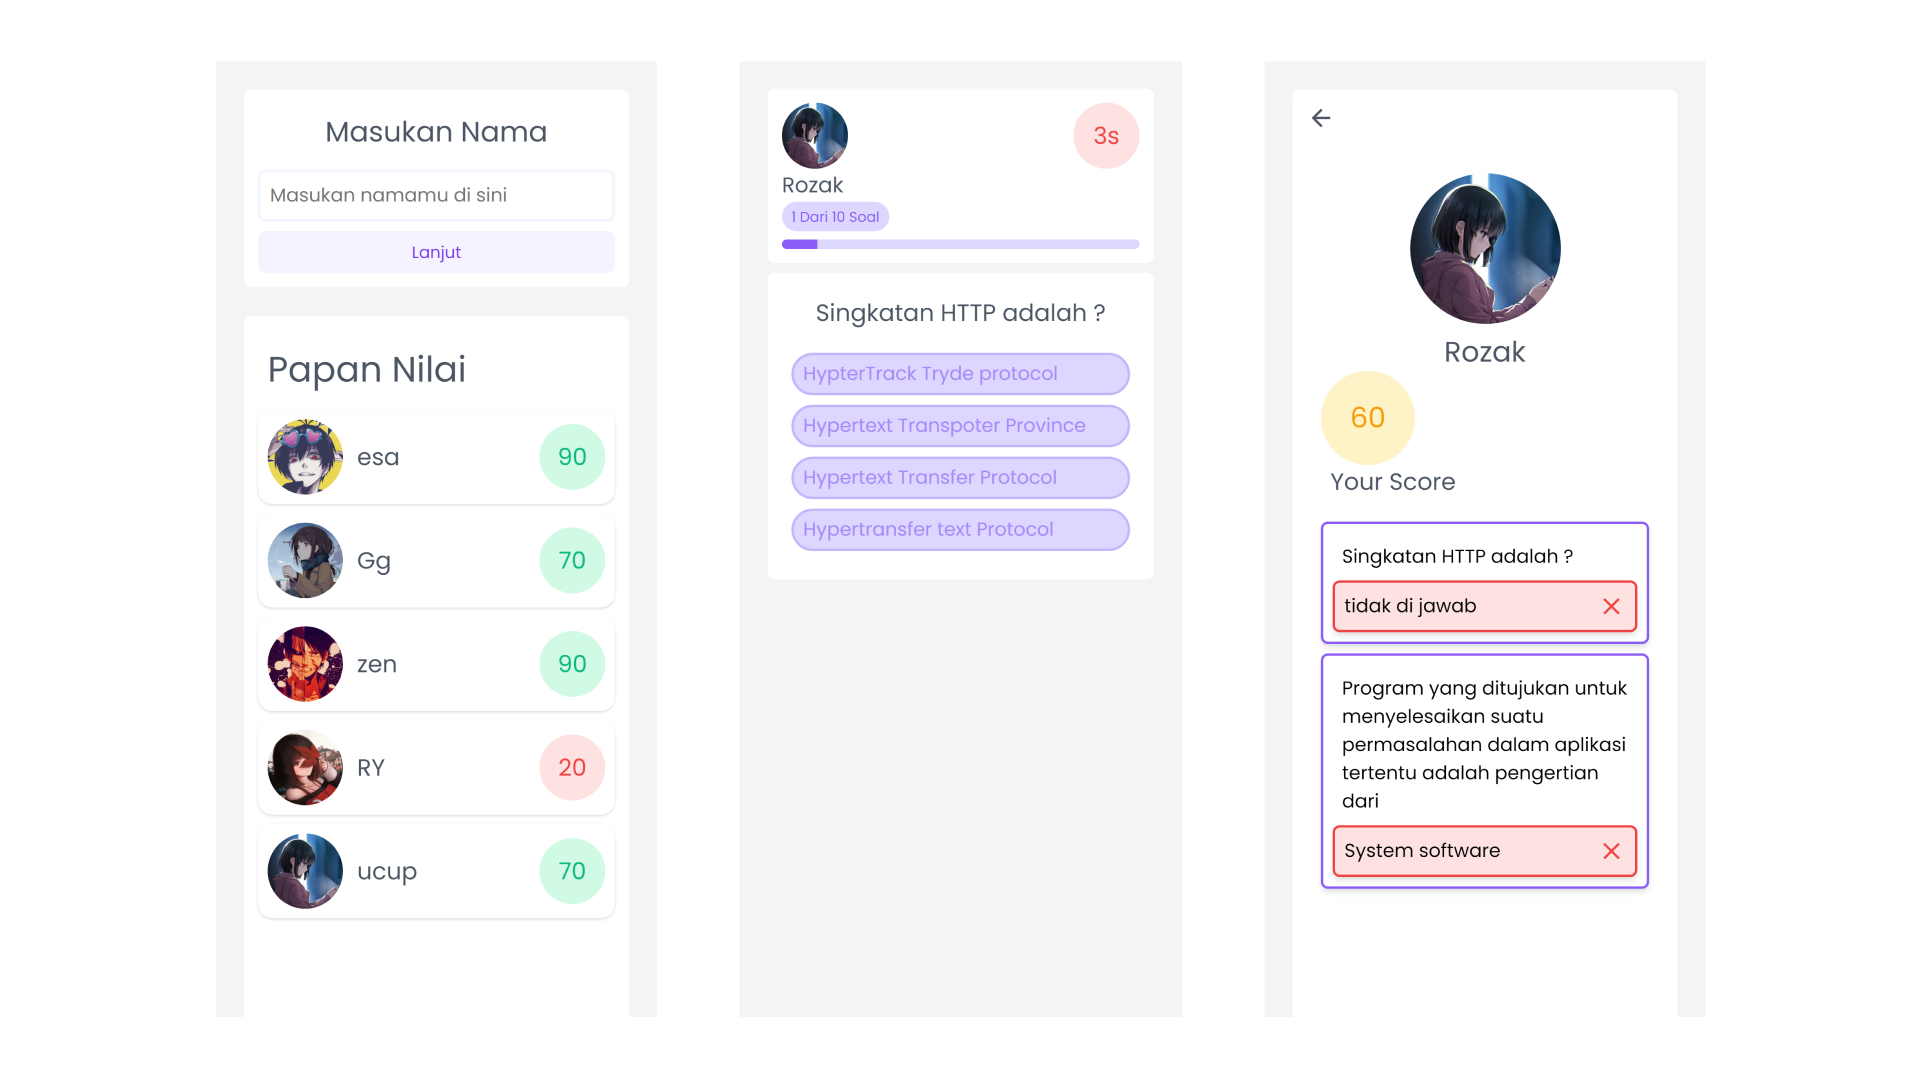 Masukan Nama
Masukan namamu di sini
Lanjut
Papan Nilai
esa
90
Gg
70
zen
90
RY
20
ucup
70
3s
Rozak
1 Dari 10 Soal
Singkatan HTTP adalah ?
HypterTrack Tryde protocol
Hypertext Transpoter Province
Hypertext Transfer Protocol
Hypertransfer text Protocol
Rozak
60
Your Score
Singkatan HTTP adalah ?
tidak di jawab
Program yang ditujukan untuk
menyelesaikan suatu
permasalahan dalam aplikasi
tertentu adalah pengertian
dari
System software